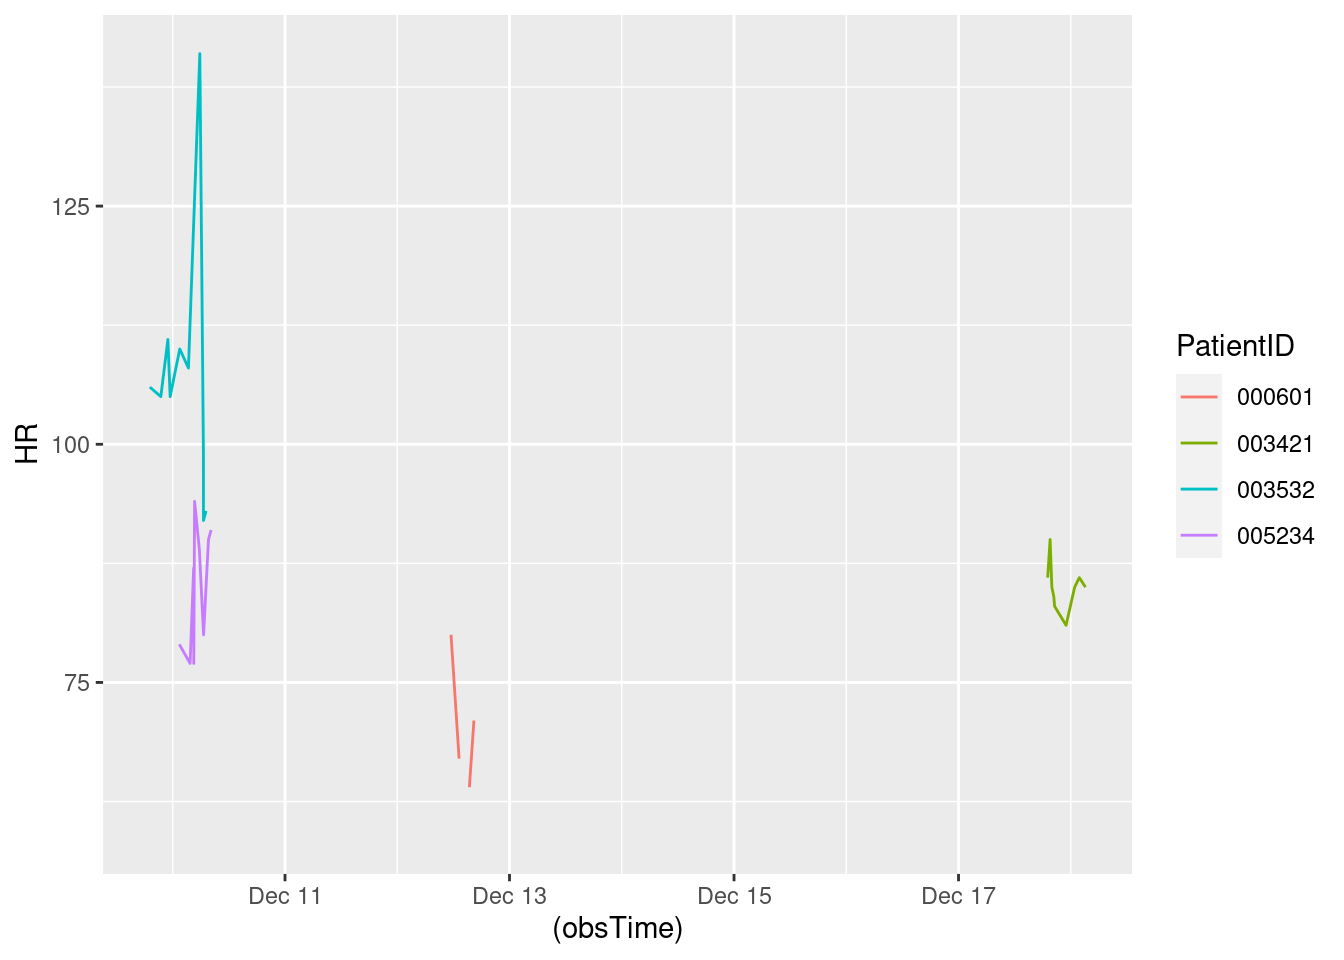 HR
125
100
75
Dec 11
Dec 13
Dec 15
Dec 17
(obsTime)
PatientID
000601
003421
003532
005234